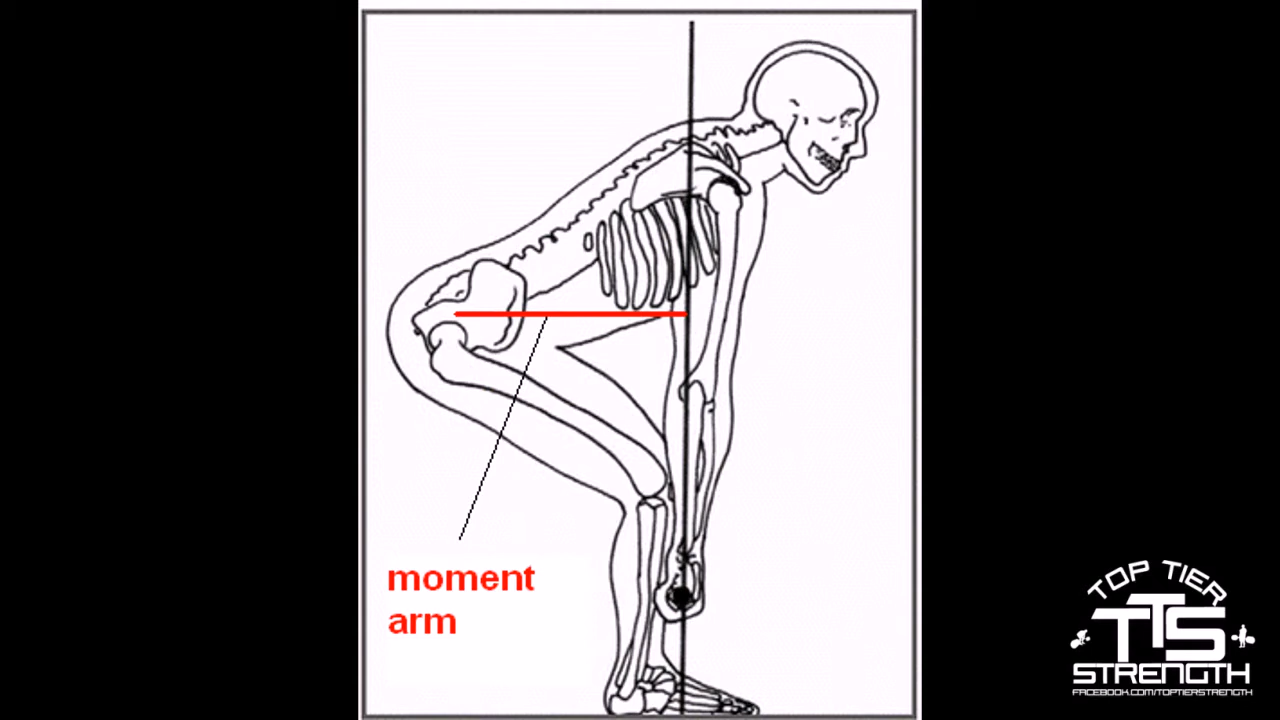 moment
arm
TOP TIER
TTS
STRENGTH
FACEBOOK.COM/TOPTIERSTRENGTH